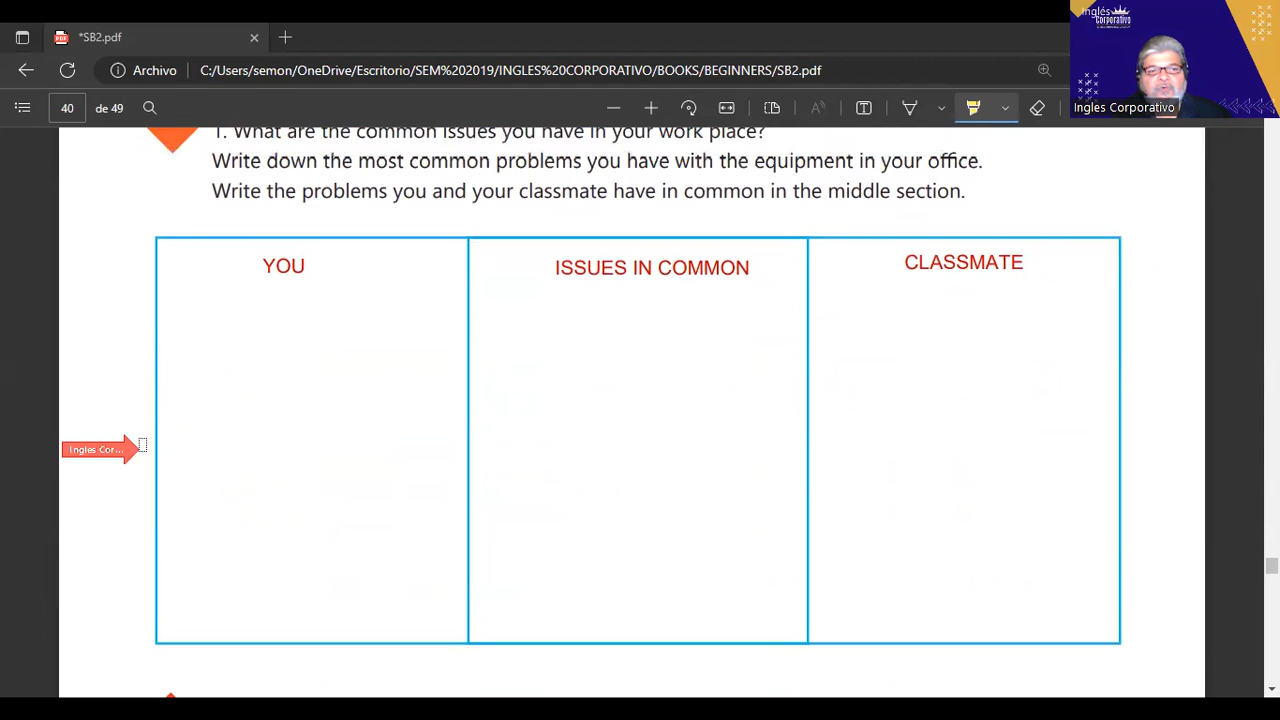 *SB2.pdf
Archivo
C:/Users/semon/OneDrive/Escritorio/SEM%2019/INGLES%20CORPORATIVO/BOOKS/BEGINNERS/SB2.pdf
40 de 49
Inglés
Corporativo
Ingles Corporativo
1. What are the common issues you have in your work place?
Write down the most common problems you have with the equipment in your office.
Write the problems you and your classmate have in common in the middle section.
YOU
ISSUES IN COMMON
CLASSMATE
Ingles Cor...